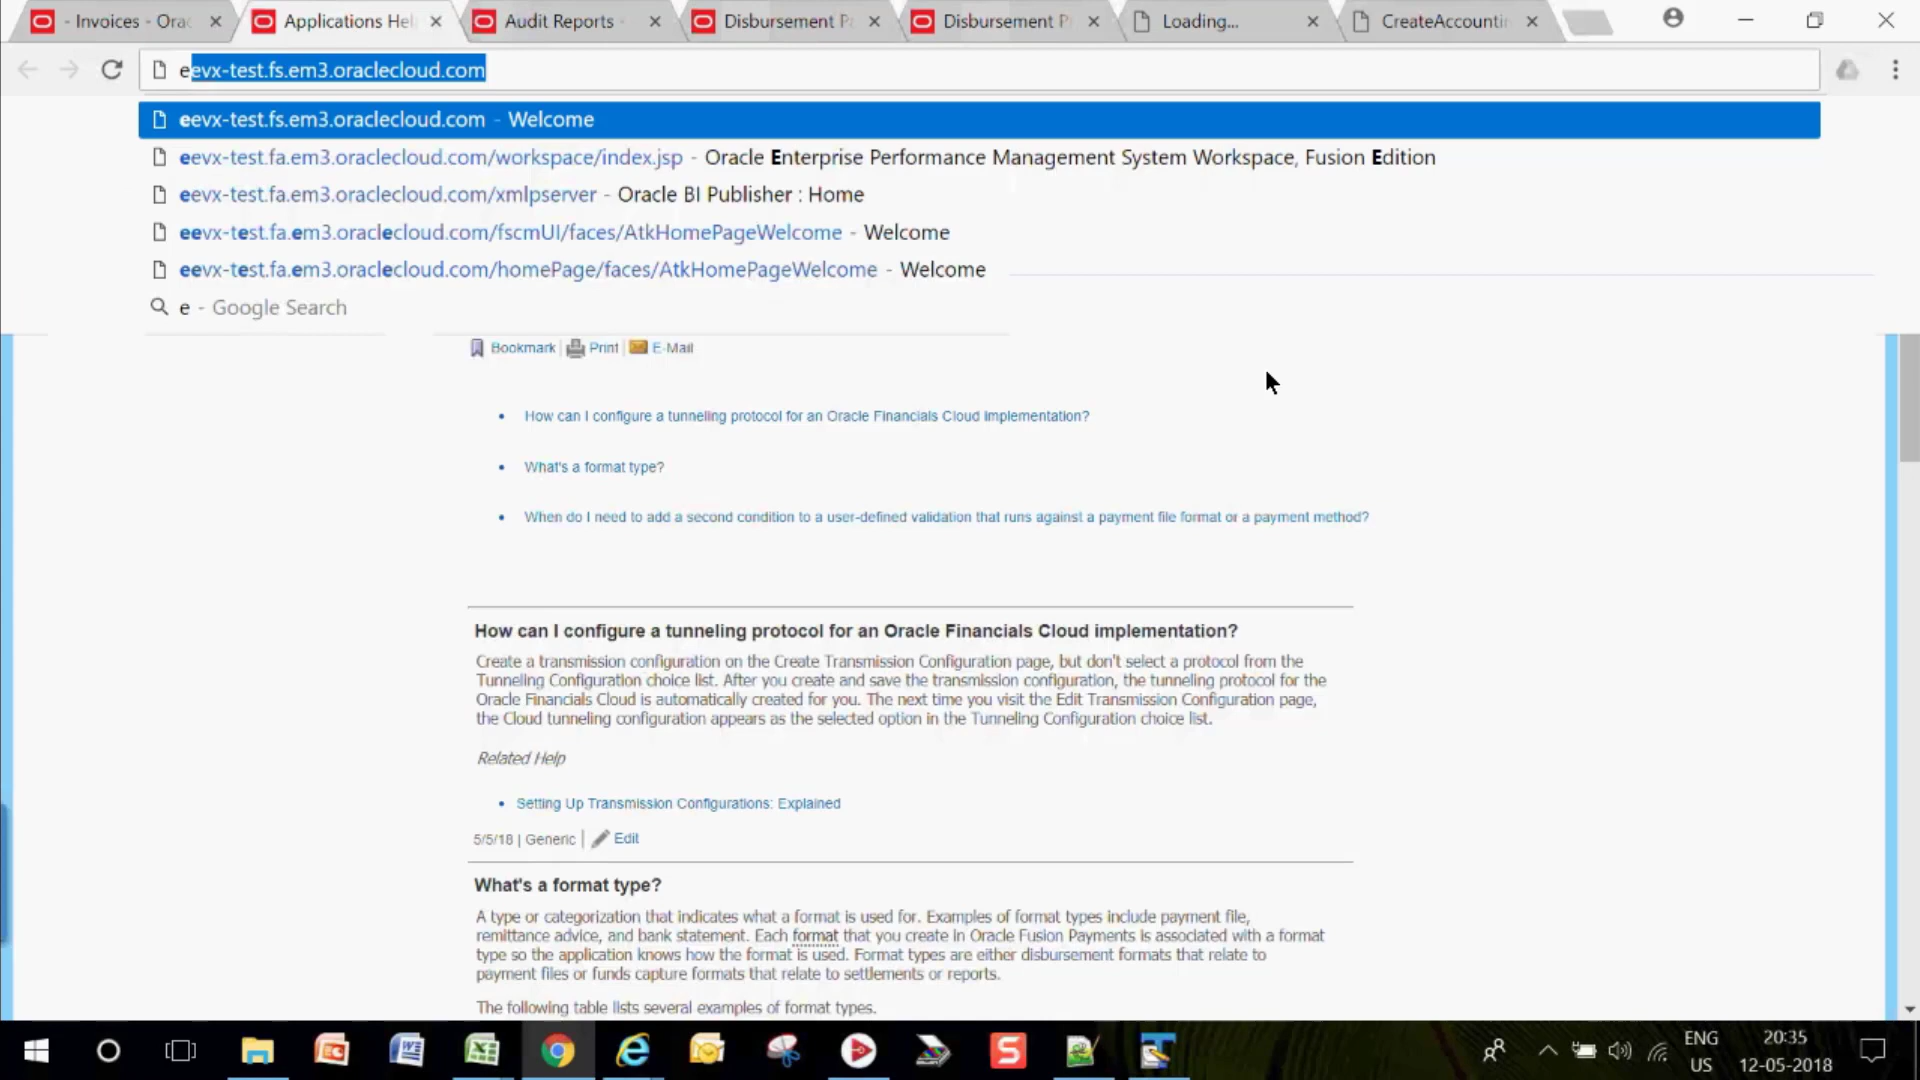 - Invoices - Orac
Applications Hel
Audit Reports -
Disbursement P
Disbursement P
Loading...
CreateAccounti
eevx-test.fs.em3.oraclecloud.com
eevx-test.fs.em3.oraclecloud.com - Welcome
eevx-test.fa.em3.oraclecloud.com/workspace/index.jsp - Oracle Enterprise Performance Management System Workspace, Fusion Edition
eevx-test.fa.em3.oraclecloud.com/xmlpserver - Oracle BI Publisher : Home
eevx-test.fa.em3.oraclecloud.com/fscmUI/faces/AtkHomePageWelcome - Welcome
eevx-test.fa.em3.oraclecloud.com/homePage/faces/AtkHomePageWelcome - Welcome
e - Google Search
Bookmark | Print | E-Mail
• How can I configure a tunneling protocol for an Oracle Financials Cloud implementation?
• What's a format type?
• When do I need to add a second condition to a user-defined validation that runs against a payment file format or a payment method?
How can I configure a tunneling protocol for an Oracle Financials Cloud implementation?
Create a transmission configuration on the Create Transmission Configuration page, but don't select a protocol from the
Tunneling Configuration choice list. After you create and save the transmission configuration, the tunneling protocol for the
Oracle Financials Cloud is automatically created for you. The next time you visit the Edit Transmission Configuration page,
the Cloud tunneling configuration appears as the selected option in the Tunneling Configuration choice list.
Related Help
• Setting Up Transmission Configurations: Explained
5/5/18 | Generic | Edit
What's a format type?
A type or categorization that indicates what a format is used for. Examples of format types include payment file,
remittance advice, and bank statement. Each format that you create in Oracle Fusion Payments is associated with a format
type so the application knows how the format is used. Format types are either disbursement formats that relate to
payment files or funds capture formats that relate to settlements or reports.
The following table lists several examples of format types.
ENG
US
20:35
12-05-2018